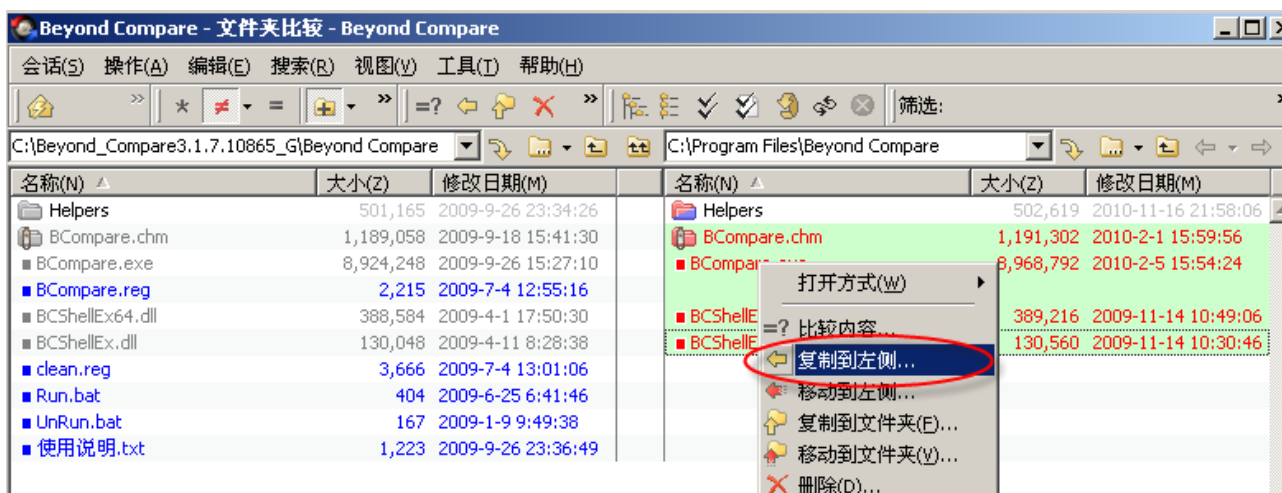 Beyond Compare - 文件夹比较 - Beyond Compare
会话(S) 操作(A) 编辑(E) 搜索(R) 视图(V) 工具(T) 帮助(H)
筛选:
C:\Beyond_Compare3.1.7.10865_G\Beyond Compare C:\Program Files\Beyond Compare
名称(N) 大小(Z) 修改日期(M) 名称(N) 大小(Z) 修改日期(M)
Helpers 501,165 2009-9-26 23:34:26 Helpers 502,619 2010-11-16 21:58:06
BCompare.chm 1,189,058 2009-9-18 15:41:30 BCompare.chm 1,191,302 2010-2-1 15:59:56
BCompare.exe 8,924,248 2009-9-26 15:27:10 8,968,792 2010-2-5 15:54:24
打开方式(W)
BCompare.reg 2,215 2009-7-4 12:55:16
BCShellEx64.dll 388,584 2009-4-1 17:50:30 BCShellE 389,216 2009-11-14 10:49:06
=? 比较内容...
BCShellEx.dll 130,048 2009-4-11 8:28:38 BCShellE 130,560 2009-11-14 10:30:46
复制到左侧...
clean.reg 3,666 2009-7-4 13:01:06
移动到左侧...
Run.bat 404 2009-6-25 6:41:46
复制到文件夹(F)...
UnRun.bat 167 2009-1-9 9:49:38
移动到文件夹(V)...
使用说明.txt 1,223 2009-9-26 23:36:49
删除(D)...